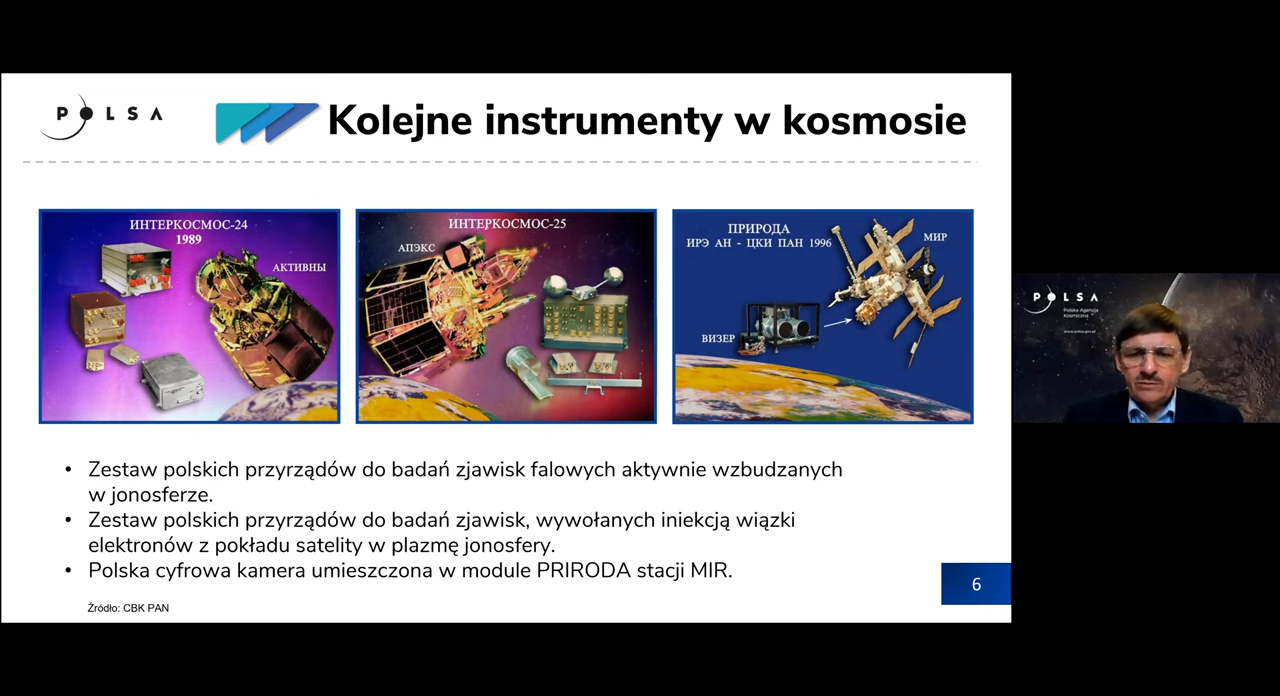 POLSA
Kolejne instrumenty w kosmosie
ИНТЕРКОСМОС-24
1989
АКТИВНЫ
ИНТЕРКОСМОС-25
АПЭКС
ПРИРОДА
ИРЭ АН - ЦКИ ПАН 1996
МИР
ВИЗЕР
• Zestaw polskich przyrządów do badań zjawisk falowych aktywnie wzbudzanych
w jonosferze.
• Zestaw polskich przyrządów do badań zjawisk, wywołanych iniekcją wiązki
elektronów z pokładu satelity w plazmę jonosfery.
• Polska cyfrowa kamera umieszczona w module PRIRODA stacji MIR.
Źródło: CBK PAN
6
POLSA
Polska Agencja
Kosmiczna
www.polsa.gov.pl